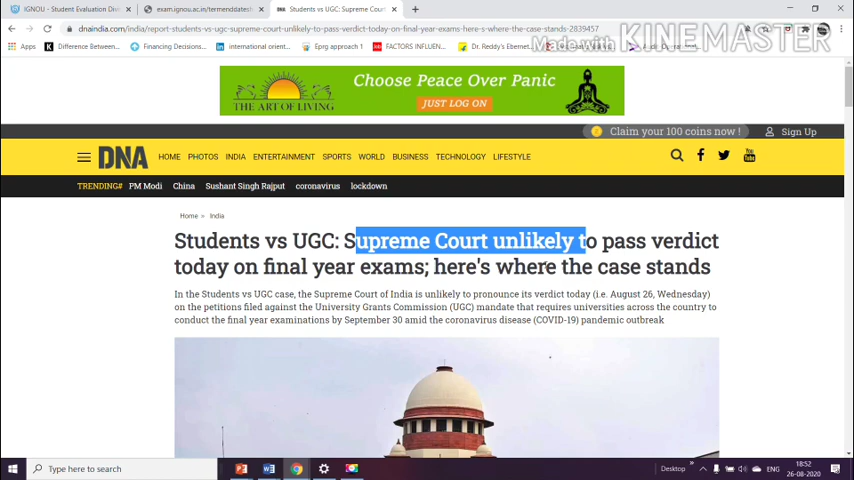 IGNOU - Student Evaluation Divi
exam.ignou.ac.in/termenddatesh
Students vs UGC: Supreme Court
dnaindia.com/india/report-students-vs-ugc-supreme-court-unlikely-to-pass-verdict-today-on-final-year-exams-here-s-where-the-case-stands-2839457
Made with KINEMASTER
Apps
Difference Between...
Financing Decisions...
international orient...
Eprg approach 1
FACTORS INFLUEN...
Dr. Reddy's Ebernet...
THE ART OF LIVING
Choose Peace Over Panic
JUST LOG ON
Claim your 100 coins now !
Sign Up
DNA HOME PHOTOS INDIA ENTERTAINMENT SPORTS WORLD BUSINESS TECHNOLOGY LIFESTYLE
You Tube
TRENDING# PM Modi China Sushant Singh Rajput coronavirus lockdown
Home > India
Students vs UGC: Supreme Court unlikely to pass verdict
today on final year exams; here's where the case stands
In the Students vs UGC case, the Supreme Court of India is unlikely to pronounce its verdict today (i.e. August 26, Wednesday)
on the petitions filed against the University Grants Commission (UGC) mandate that requires universities across the country to
conduct the final year examinations by September 30 amid the coronavirus disease (COVID-19) pandemic outbreak
Type here to search
Desktop
ENG
18:52
26-08-2020